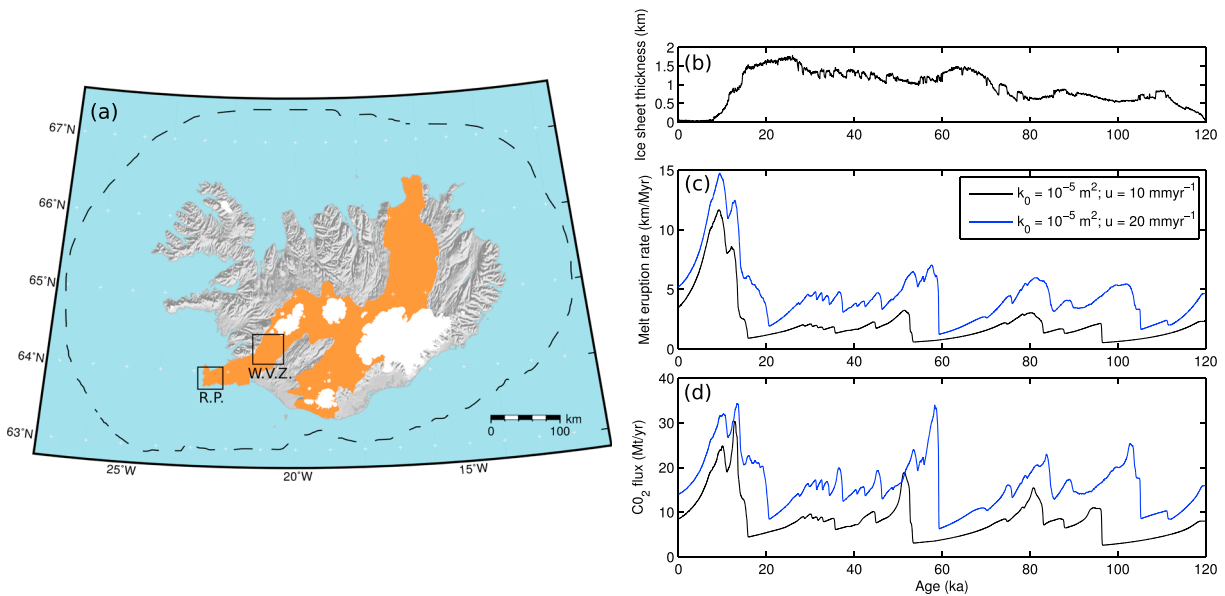 (a)
67˚N
66˚N
65˚N
64˚N
63˚N
25˚W
20˚W
15˚W
W.V.Z.
R.P.
km
0 100
(b)
Ice sheet thickness (km)
2
1.5
1
0.5
0
0 20 40 60 80 100 120
(c)
Melt eruption rate (km/Myr)
15
10
5
0
k0 = 10−5 m2; u = 10 mmyr−1
k0 = 10−5 m2; u = 20 mmyr−1
0 20 40 60 80 100 120
(d)
CO2 flux (Mt/yr)
40
30
20
10
0
0 20 40 60 80 100 120
Age (ka)